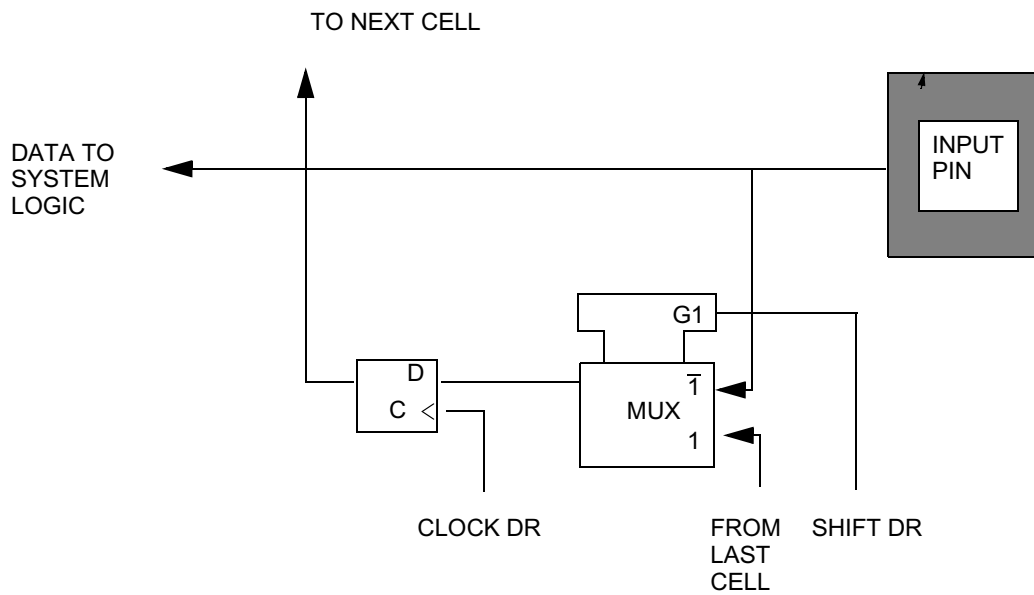 TO NEXT CELL
DATA TO
SYSTEM
LOGIC
INPUT
PIN
G1
D
C
1̅
MUX
1
CLOCK DR
FROM
LAST
CELL
SHIFT DR